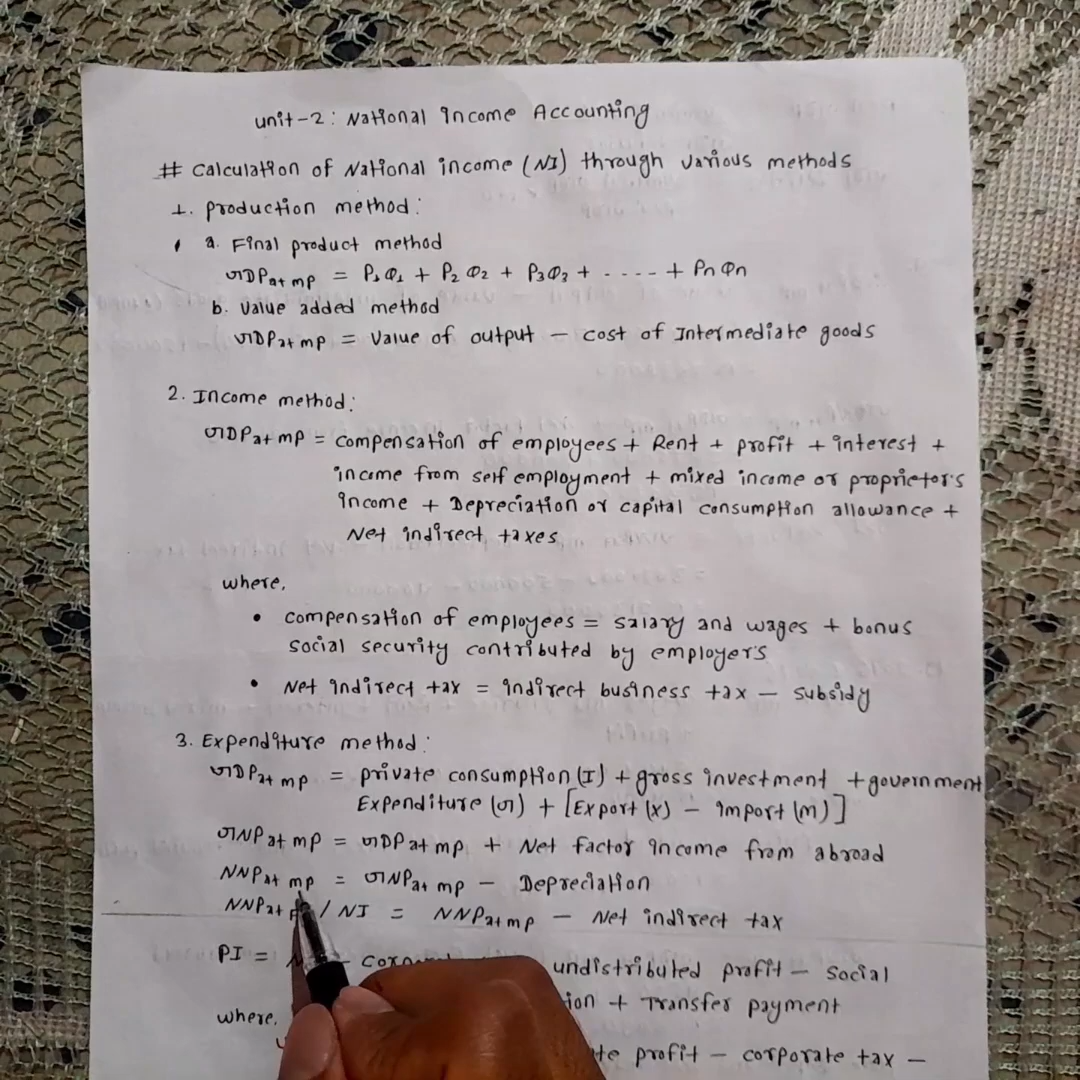 Unit-2: National Income Accounting
# Calculation of National income (NI) through various methods
1. production method:
a. Final product method
GDPat mp = P1Q1 + P2Q2 + P3Q3 + ---- + PnQn
b. Value added method
GDPat mp = Value of output - cost of Intermediate goods
2. Income method:
GDPat mp = compensation of employees + Rent + profit + interest +
income from self employment + mixed income or proprietor's
income + Depreciation or capital consumption allowance +
Net indirect taxes
where,
• compensation of employees = salary and wages + bonus
social security contributed by employers
• Net indirect tax = indirect business tax - subsidy
3. Expenditure method:
GDPat mp = private consumption (I) + gross investment + government
Expenditure (G) + [Export (X) - Import (M)]
GNPat mp = GDPat mp + Net factor income from abroad
NNPat mp = GNPat mp - Depreciation
NNPat / NI = NNPat mp - Net indirect tax
PI = undistributed profit - social
+ Transfer payment
where,
profit - corporate tax -